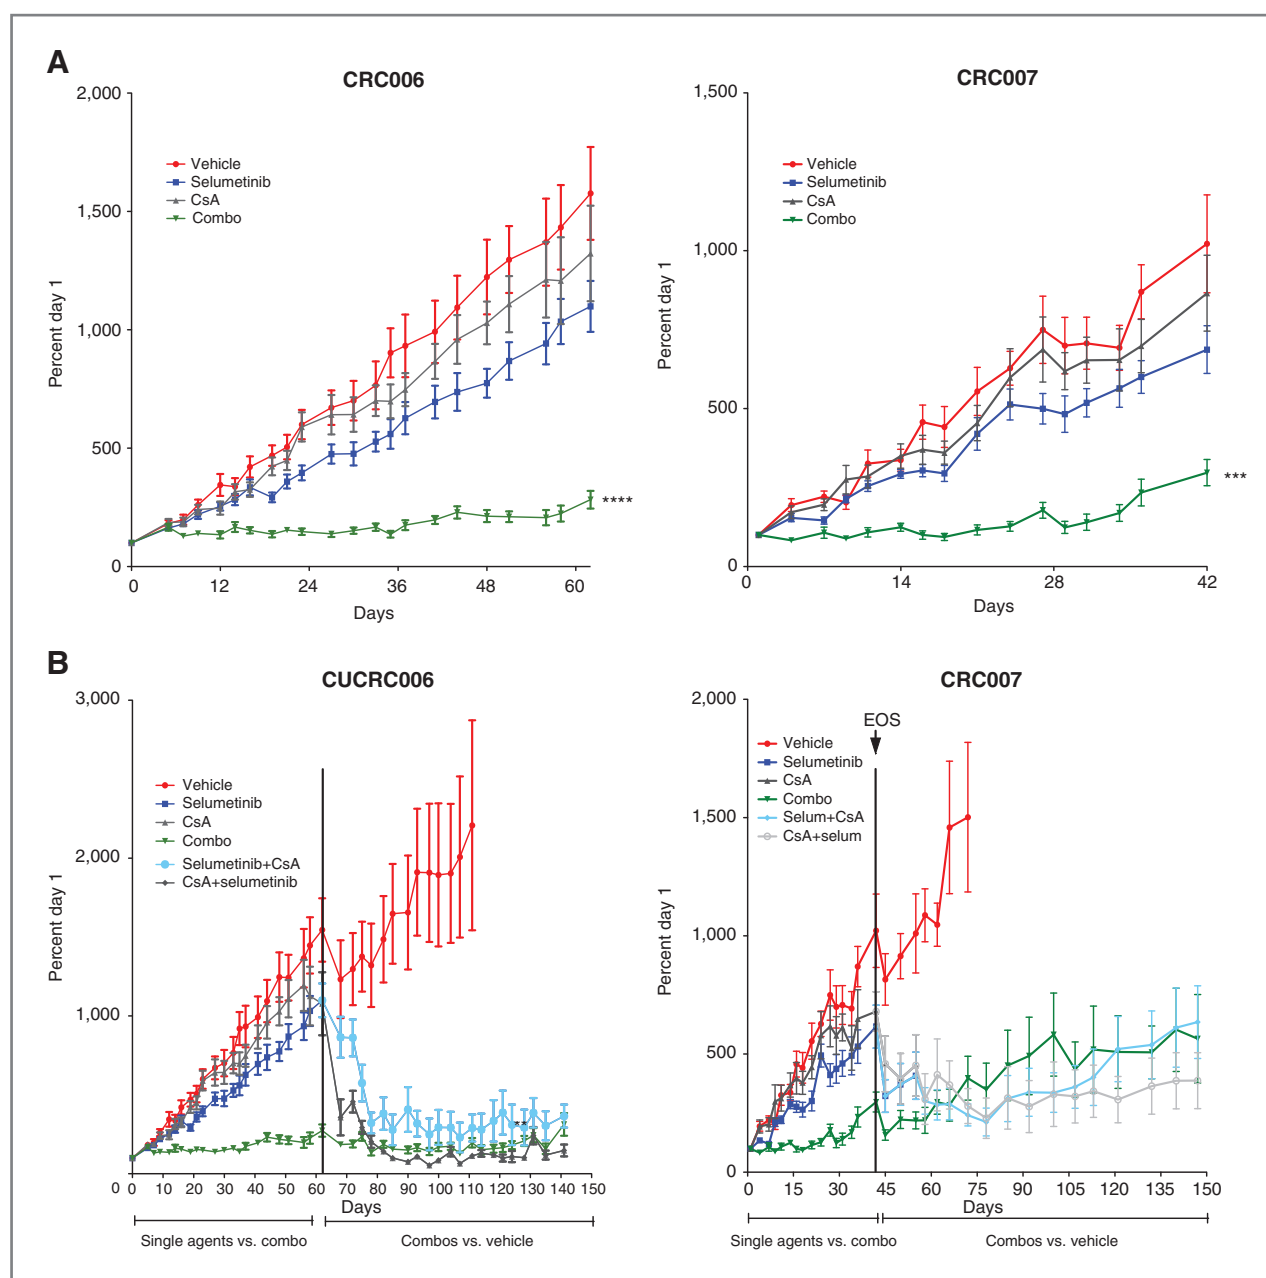 A
CRC006
2,000
1,500
1,000
500
0
Percent day 1
Vehicle
Selumetinib
CsA
Combo
****
0 12 24 36 48 60
Days
CRC007
1,500
1,000
500
0
Percent day 1
Vehicle
Selumetinib
CsA
Combo
***
0 14 28 42
Days
B
CUCRC006
3,000
2,000
1,000
Percent day 1
Vehicle
Selumetinib
CsA
Combo
Selumetinib+CsA
CsA+selumetinib
**
0 10 20 30 40 50 60 70 80 90 100 110 120 130 140 150
Days
Single agents vs. combo
Combos vs. vehicle
CRC007
2,000
1,500
1,000
500
0
Percent day 1
EOS
Vehicle
Selumetinib
CsA
Combo
Selum+CsA
CsA+selum
0 15 30 45 60 75 90 105 120 135 150
Days
Single agents vs. combo
Combos vs. vehicle